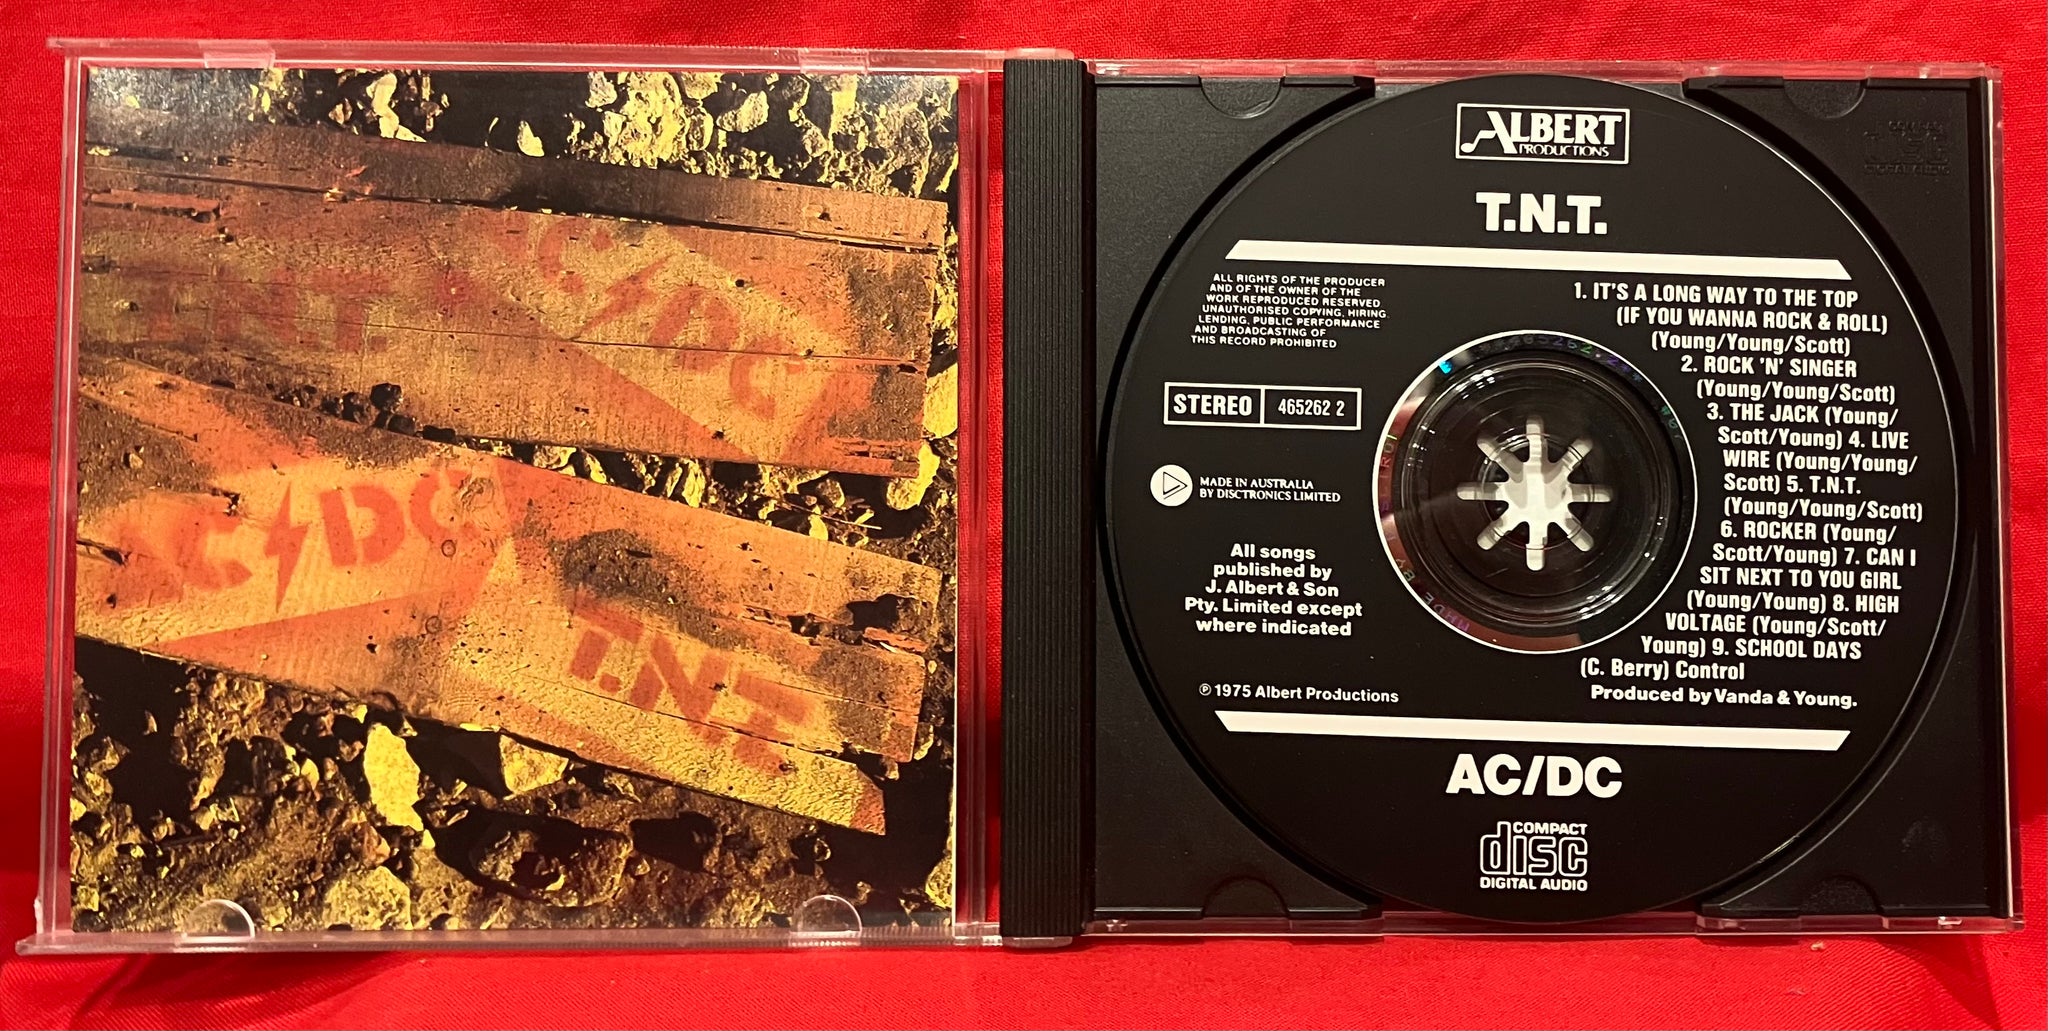 T.N.T.
AC/DC
AC/DC
T.N.T.
ALBERT
PRODUCTIONS
T.N.T.
ALL RIGHTS OF THE PRODUCER
AND OF THE OWNER OF THE
WORK REPRODUCED RESERVED
UNAUTHORISED COPYING, HIRING,
LENDING, PUBLIC PERFORMANCE
AND BROADCASTING OF
THIS RECORD PROHIBITED
STEREO 465262 2
MADE IN AUSTRALIA
BY DISCTRONICS LIMITED
All songs
published by
J. Albert & Son
Pty. Limited except
where indicated
℗ 1975 Albert Productions
1. IT'S A LONG WAY TO THE TOP
(IF YOU WANNA ROCK & ROLL)
(Young/Young/Scott)
2. ROCK 'N' SINGER
(Young/Young/Scott)
3. THE JACK (Young/
Scott/Young) 4. LIVE
WIRE (Young/Young/
Scott) 5. T.N.T.
(Young/Young/Scott)
6. ROCKER (Young/
Scott/Young) 7. CAN I
SIT NEXT TO YOU GIRL
(Young/Young) 8. HIGH
VOLTAGE (Young/Scott/
Young) 9. SCHOOL DAYS
(C. Berry) Control
Produced by Vanda & Young.
AC/DC
COMPACT
disc
DIGITAL AUDIO